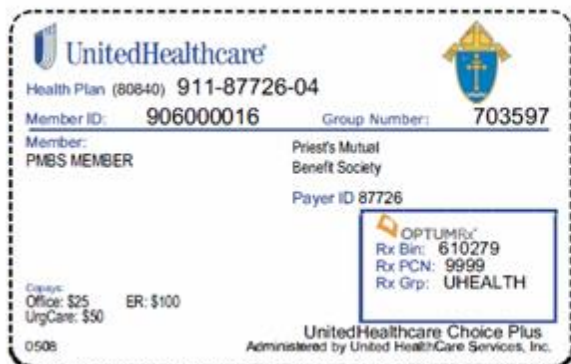 UnitedHealthcare®
Health Plan (80840) 911-87726-04
Member ID: 906000016 Group Number: 703597
Member:
PMBS MEMBER
Priest's Mutual
Benefit Society
Payer ID 87726
OPTUMRx®
Rx Bin: 610279
Rx PCN: 9999
Rx Grp: UHEALTH
Copays:
Office: $25 ER: $100
UrgCare: $50
UnitedHealthcare Choice Plus
0508 Administered by United HealthCare Services, Inc.